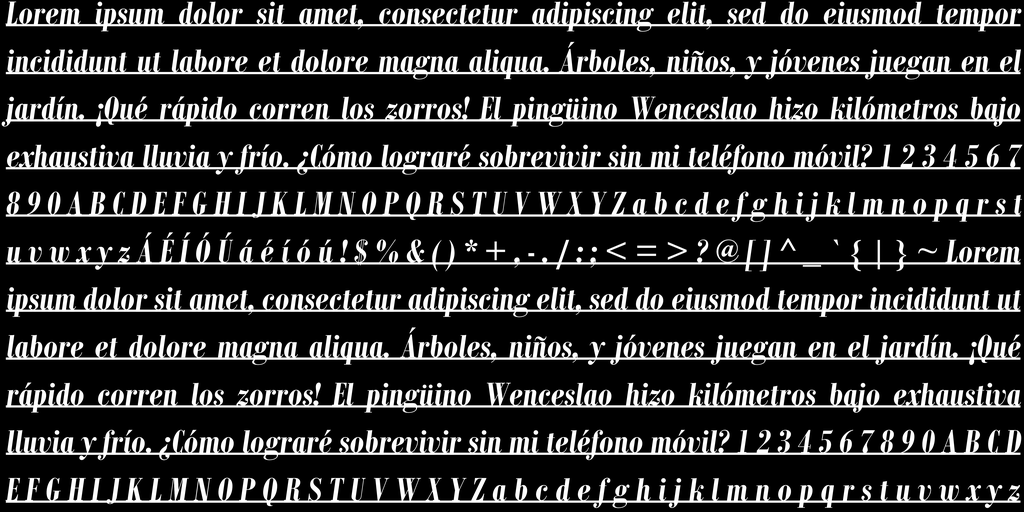 Lorem ipsum dolor sit amet, consectetur adipiscing elit, sed do eiusmod tempor
incididunt ut labore et dolore magna aliqua. Árboles, niños, y jóvenes juegan en el
jardín. ¡Qué rápido corren los zorros! El pingüino Wenceslao hizo kilómetros bajo
exhaustiva lluvia y frío. ¿Cómo lograré sobrevivir sin mi teléfono móvil? 1 2 3 4 5 6 7
8 9 0 A B C D E F G H I J K L M N O P Q R S T U V W X Y Z a b c d e f g h i j k l m n o p q r s t
u v w x y z Á É Í Ó Ú á é í ó ú ! $ % & ( ) * + , - . / : ; < = > ? @ [ ] ^ _ ` { | } ~ Lorem
ipsum dolor sit amet, consectetur adipiscing elit, sed do eiusmod tempor incididunt ut
labore et dolore magna aliqua. Árboles, niños, y jóvenes juegan en el jardín. ¡Qué
rápido corren los zorros! El pingüino Wenceslao hizo kilómetros bajo exhaustiva
lluvia y frío. ¿Cómo lograré sobrevivir sin mi teléfono móvil? 1 2 3 4 5 6 7 8 9 0 A B C D
E F G H I J K L M N O P Q R S T U V W X Y Z a b c d e f g h i j k l m n o p q r s t u v w x y z